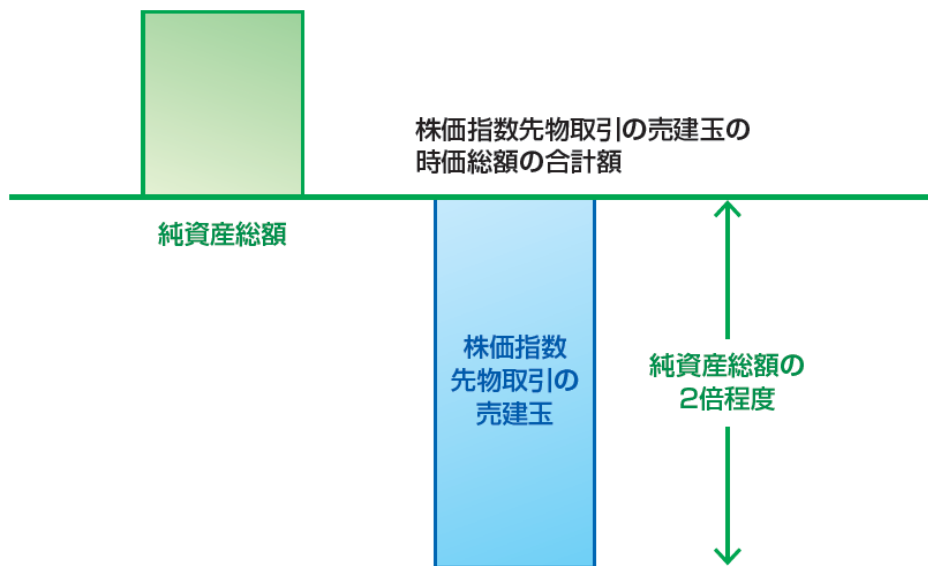 株価指数先物取引の売建玉の
時価総額の合計額
純資産総額
株価指数
先物取引の
売建玉
純資産総額の
2倍程度